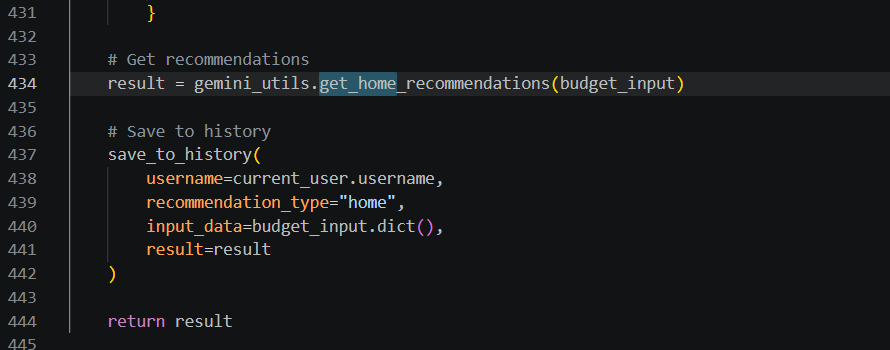 431 }
432
433 # Get recommendations
434 result = gemini_utils.get_home_recommendations(budget_input)
435
436 # Save to history
437 save_to_history(
438 username=current_user.username,
439 recommendation_type="home",
440 input_data=budget_input.dict(),
441 result=result
442 )
443
444 return result
445